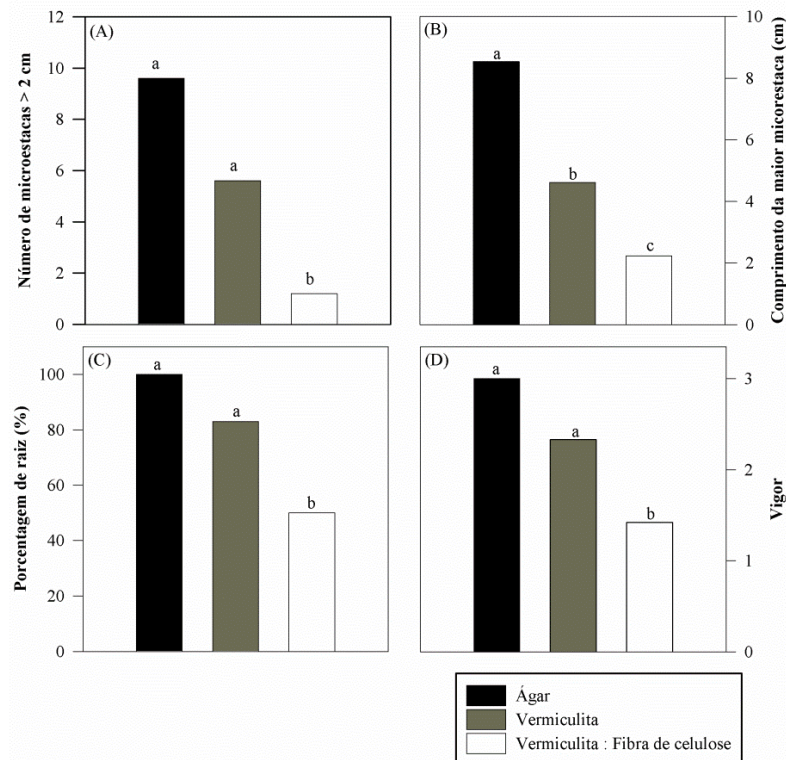 (A)
Número de microestacas > 2 cm
12
10
8
6
4
2
0
a
a
b
(B)
Comprimento da maior micorestaca (cm)
10
8
6
4
2
0
a
b
c
(C)
Porcentagem de raiz (%)
100
80
60
40
20
0
a
a
b
(D)
Vigor
3
2
1
0
a
a
b
Ágar
Vermiculita
Vermiculita : Fibra de celulose